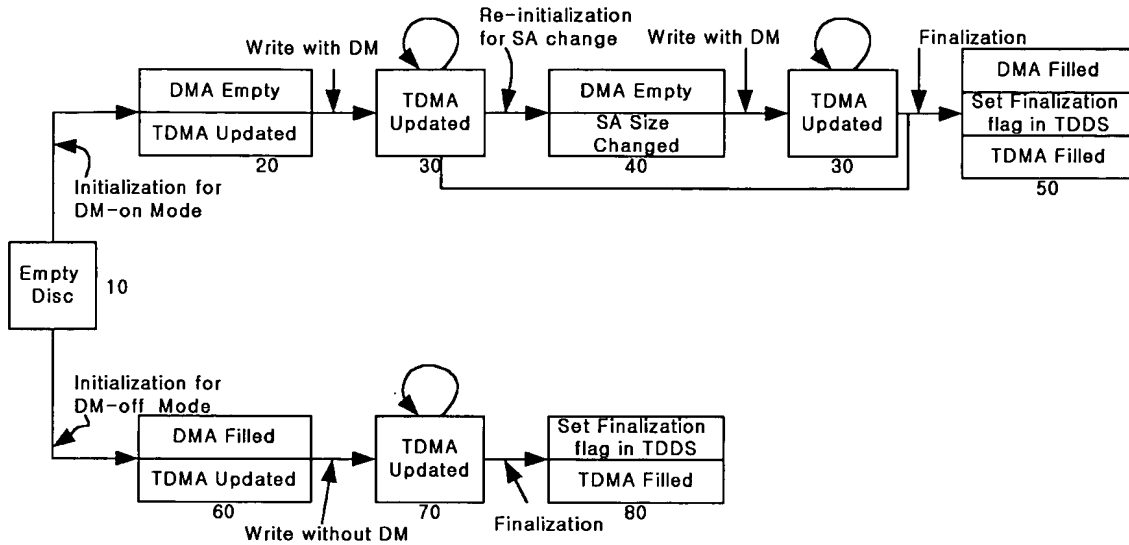 Re-initialization
for SA change
Write with DM
Write with DM
Finalization
DMA Empty
TDMA Updated
20
TDMA
Updated
30
DMA Empty
SA Size
Changed
40
TDMA
Updated
30
DMA Filled
Set Finalization
flag in TDDS
TDMA Filled
50
Initialization for
DM-on Mode
Empty
Disc
10
Initialization for
DM-off Mode
DMA Filled
TDMA Updated
60
TDMA
Updated
70
Set Finalization
flag in TDDS
TDMA Filled
80
Write without DM
Finalization